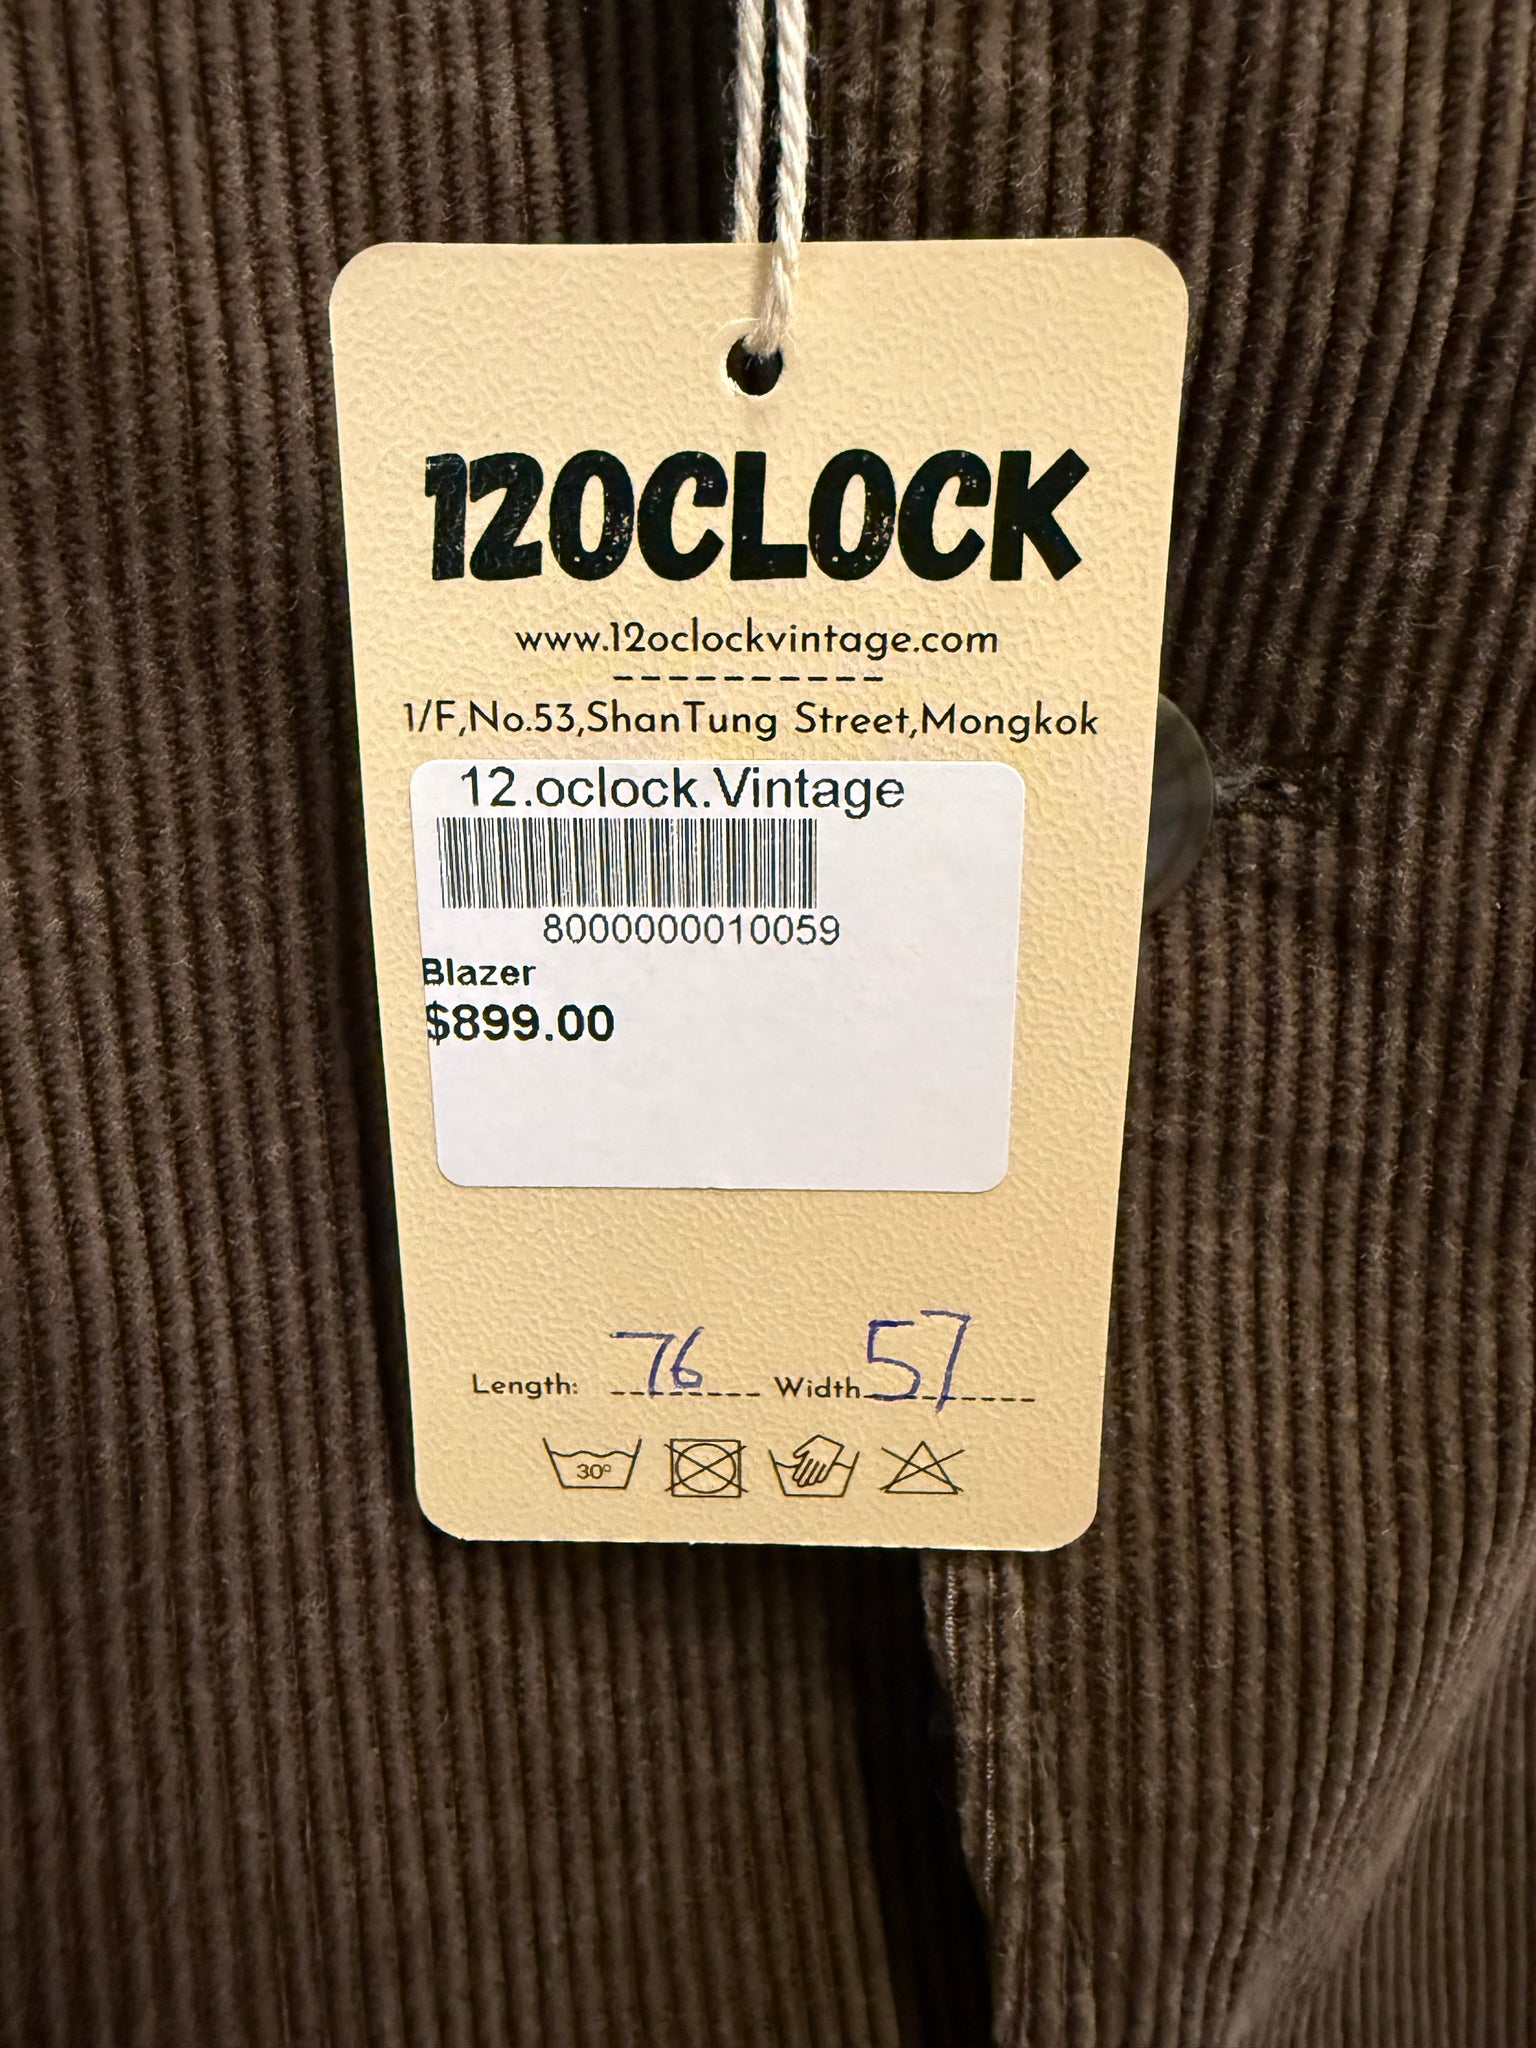 12OCLOCK
www.12oclockvintage.com
----------
1/F,No.53,ShanTung Street,Mongkok
12.oclock.Vintage
8000000010059
Blazer
$899.00
Length: 76 Width 57
30º